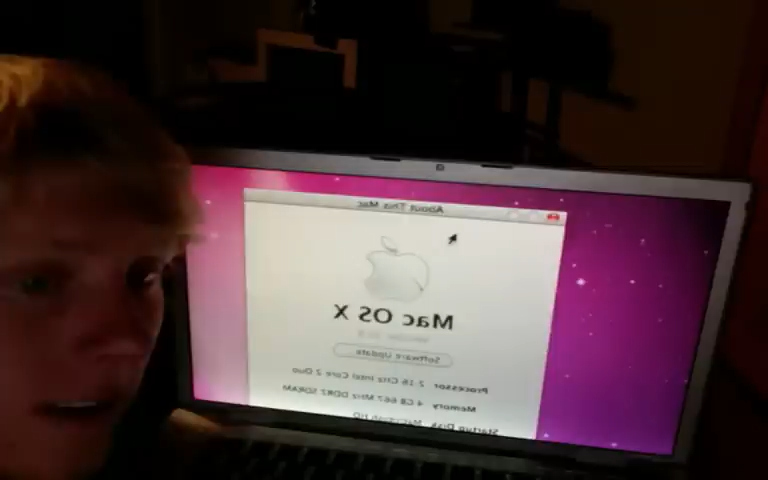 About This Mac
Mac OS X
Software Update
Processor 2.16 GHz Intel Core 2 Duo
Memory 4 GB 667 MHz DDR2 SDRAM
Startup Disk Macintosh HD